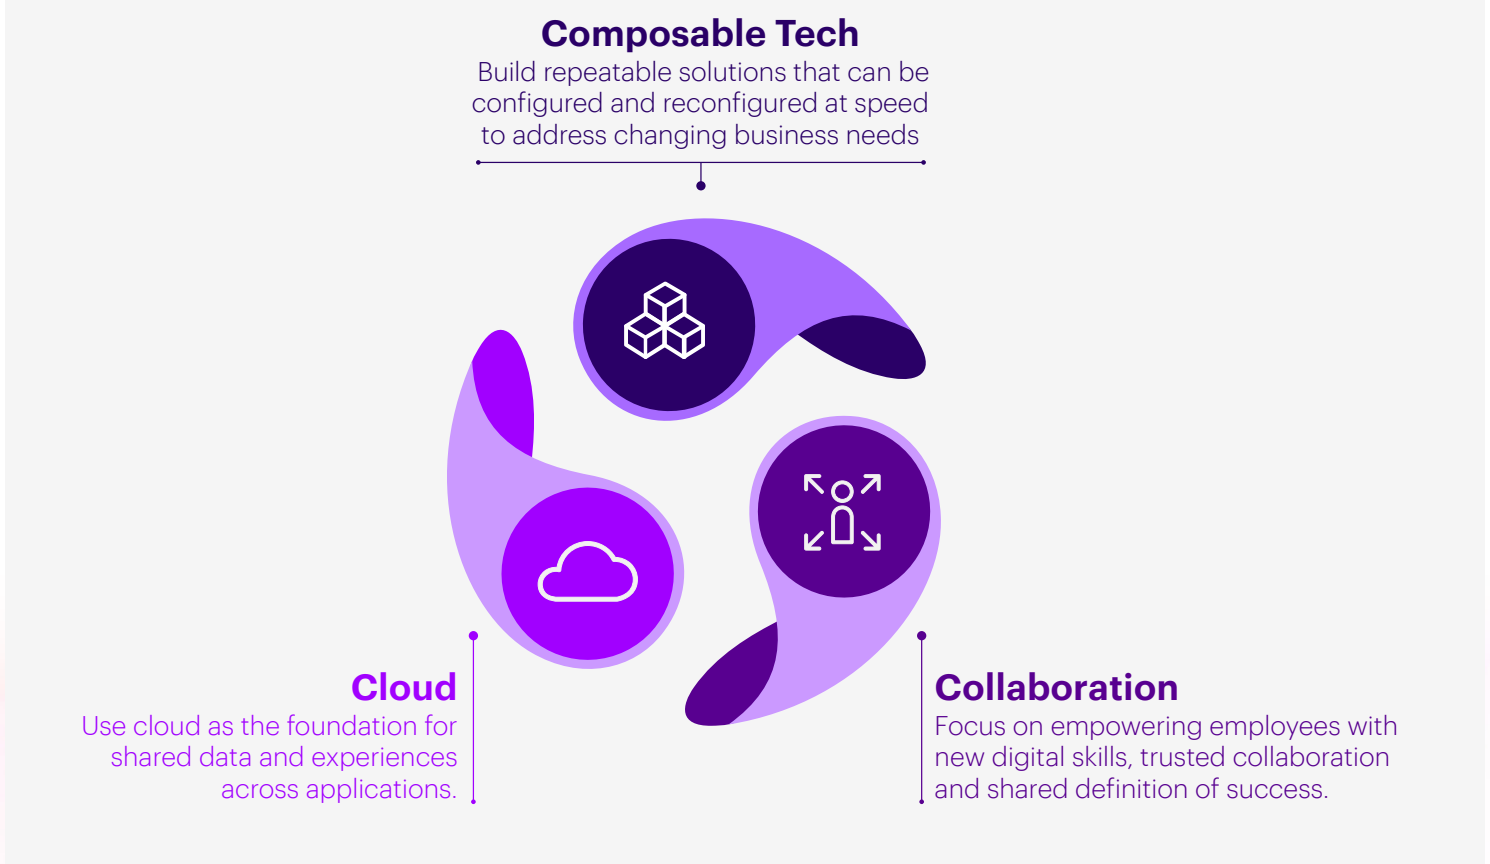 Composable Tech
Build repeatable solutions that can be
configured and reconfigured at speed
to address changing business needs
Cloud
Use cloud as the foundation for
shared data and experiences
across applications.
Collaboration
Focus on empowering employees with
new digital skills, trusted collaboration
and shared definition of success.